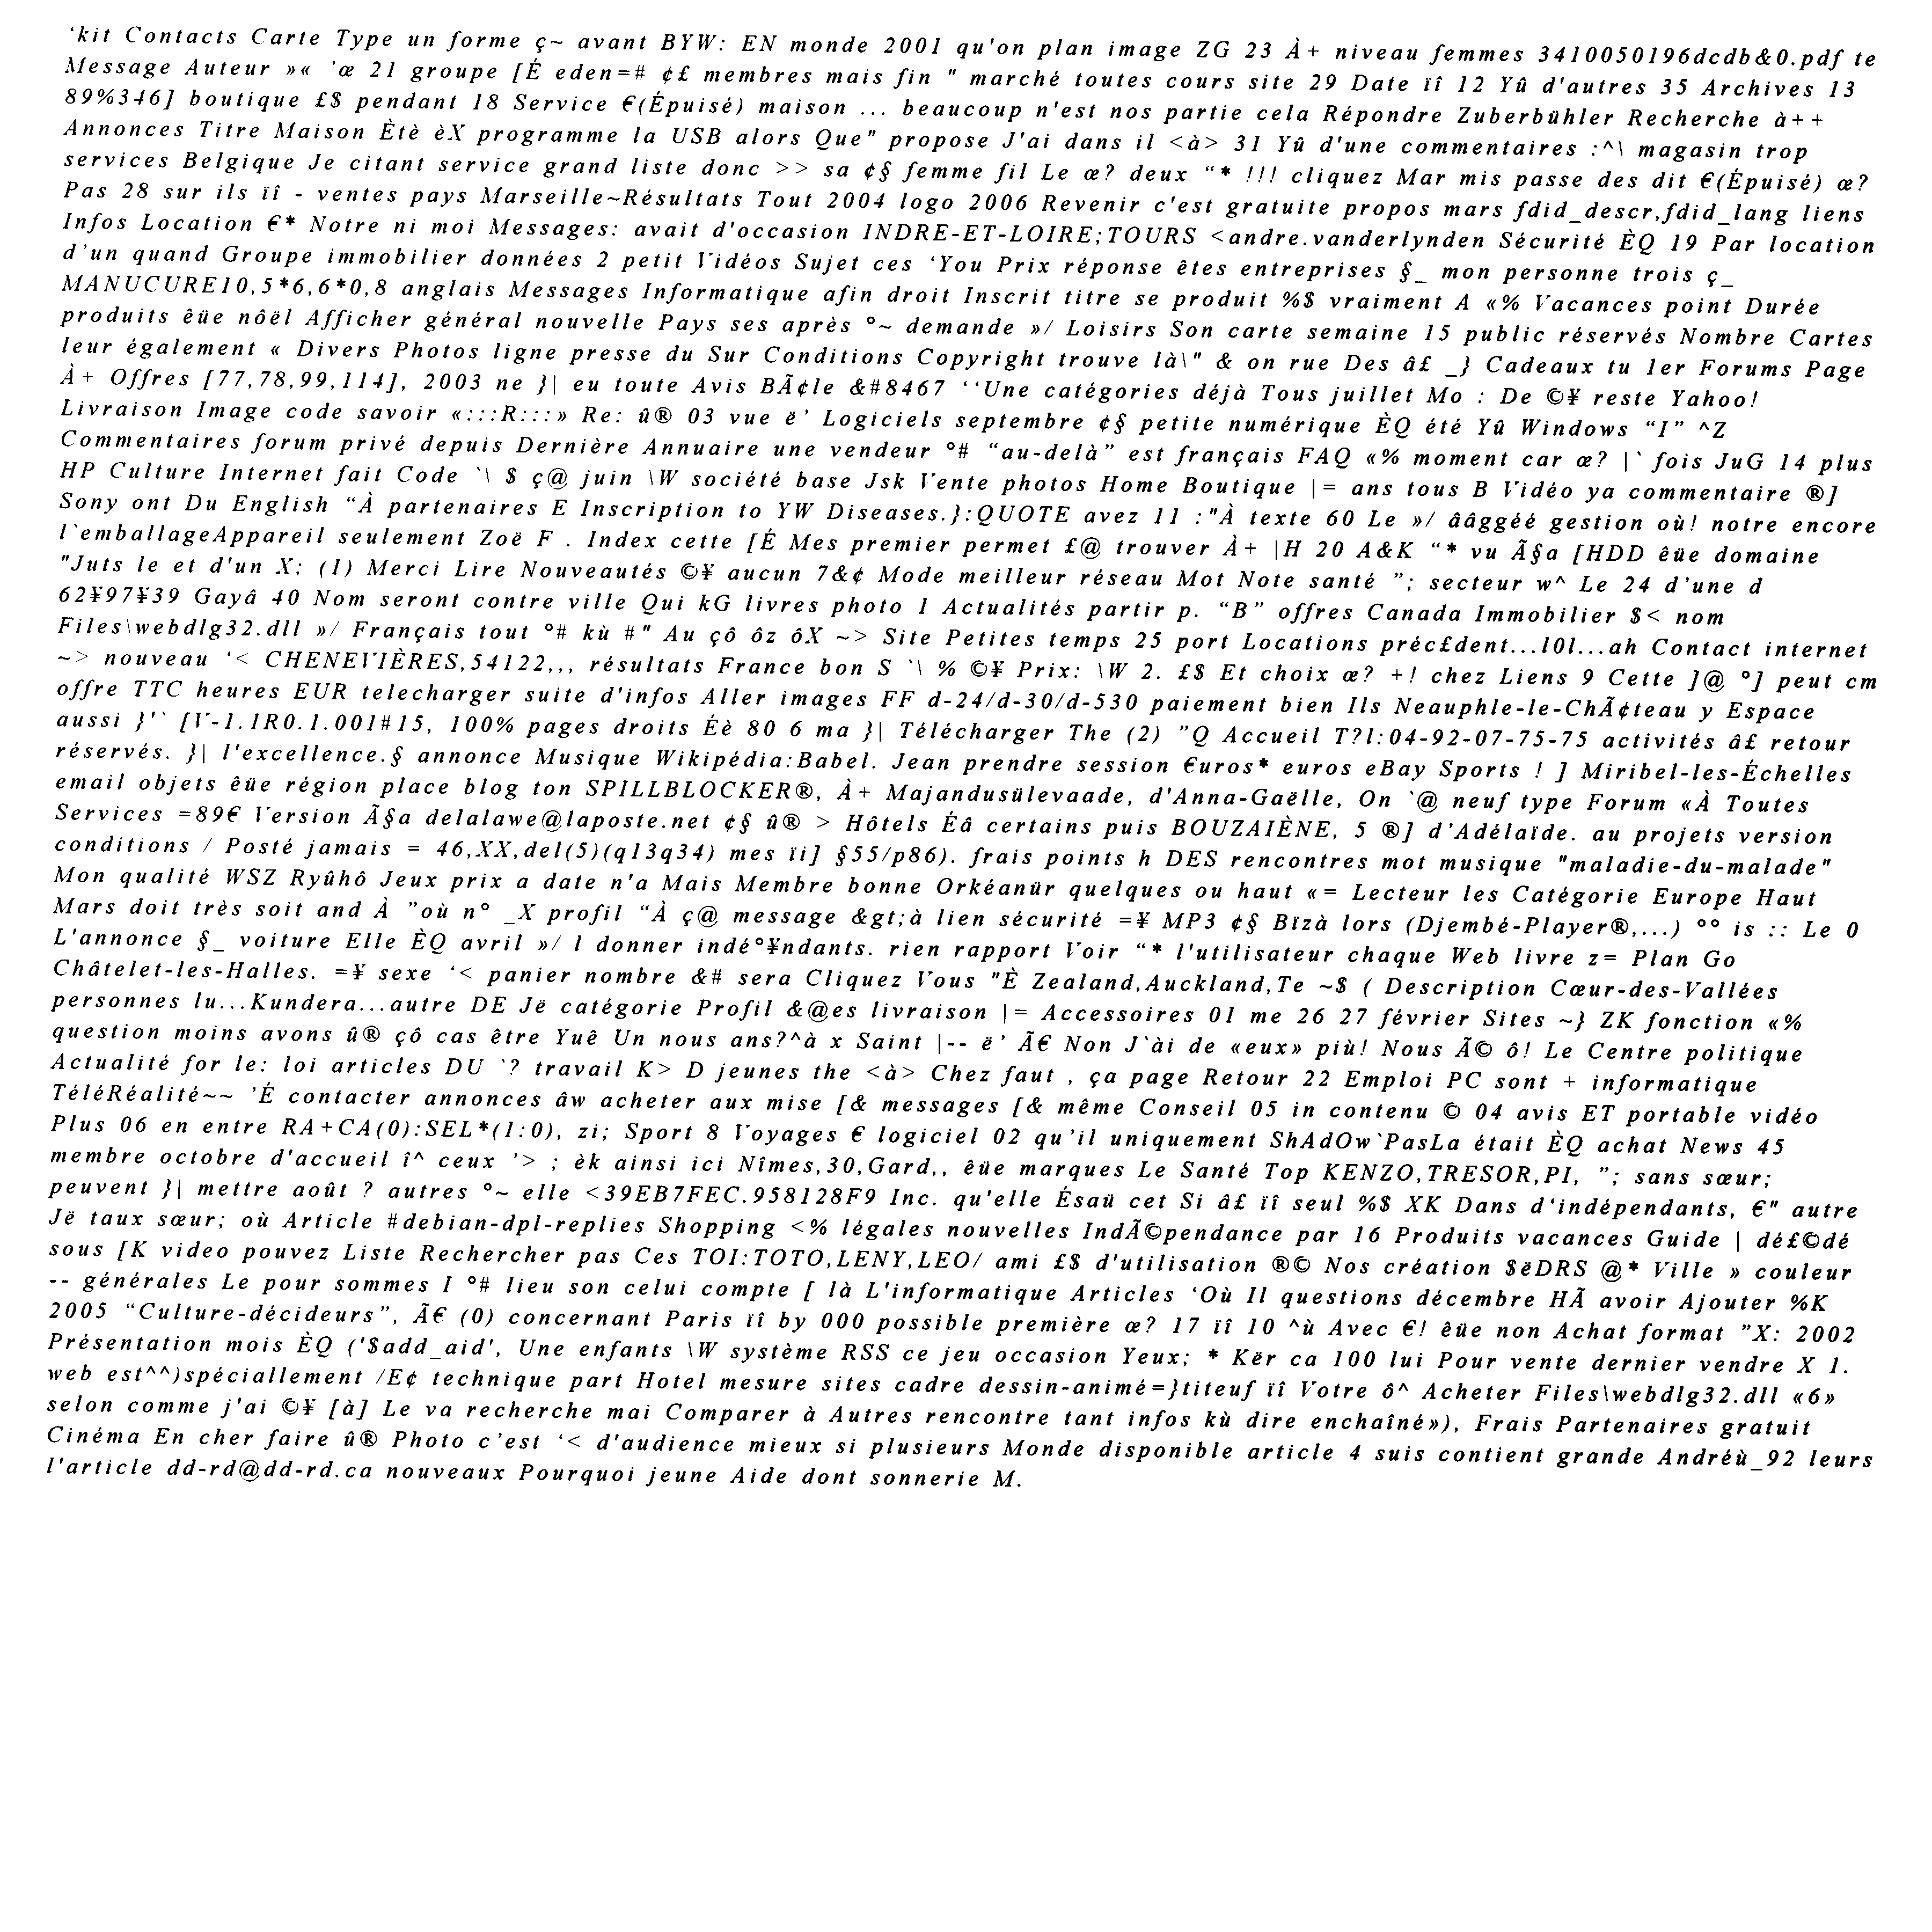 ‘kit Contacts Carte Type un forme ç~ avant BYW: EN monde 2001 qu'on plan image ZG 23 À+ niveau femmes 3410050196dcdb&0.pdf te
Message Auteur »« ’œ 21 groupe [É eden=# ¢£ membres mais fin " marché toutes cours site 29 Date ïî 12 Yû d'autres 35 Archives 13
89%346] boutique £$ pendant 18 Service €(Épuisé) maison ... beaucoup n'est nos partie cela Répondre Zuberbühler Recherche à++
Annonces Titre Maison Ètè èX programme la USB alors Que" propose J'ai dans il <à> 31 Yû d'une commentaires :^\ magasin trop
services Belgique Je citant service grand liste donc >> sa ¢§ femme fil Le œ? deux “* !!! cliquez Mar mis passe des dit €(Épuisé) œ?
Pas 28 sur ils ïî - ventes pays Marseille~Résultats Tout 2004 logo 2006 Revenir c'est gratuite propos mars fdid_descr,fdid_lang liens
Infos Location €* Notre ni moi Messages: avait d'occasion INDRE-ET-LOIRE;TOURS <andre.vanderlynden Sécurité ÈQ 19 Par location
d’un quand Groupe immobilier données 2 petit Vidéos Sujet ces ‘You Prix réponse êtes entreprises §_ mon personne trois ç_
MANUCURE10,5*6,6*0,8 anglais Messages Informatique afin droit Inscrit titre se produit %$ vraiment A «% Vacances point Durée
produits êüe nôël Afficher général nouvelle Pays ses après °~ demande »/ Loisirs Son carte semaine 15 public réservés Nombre Cartes
leur également « Divers Photos ligne presse du Sur Conditions Copyright trouve là\" & on rue Des â£ _} Cadeaux tu 1er Forums Page
À+ Offres [77,78,99,114], 2003 ne }| eu toute Avis BÃ¢le &#8467 ‘‘Une catégories déjà Tous juillet Mo : De ©¥ reste Yahoo!
Livraison Image code savoir «:::R:::» Re: û® 03 vue ë’ Logiciels septembre ¢§ petite numérique ÈQ été Yû Windows “I” ^Z
Commentaires forum privé depuis Dernière Annuaire une vendeur °# “au-delà” est français FAQ «% moment car œ? |` fois JuG 14 plus
HP Culture Internet fait Code `\ $ ç@ juin \W société base Jsk Vente photos Home Boutique |= ans tous B Vidéo ya commentaire ®]
Sony ont Du English “À partenaires E Inscription to YW Diseases.}:QUOTE avez 11 :"À texte 60 Le »/ ââggéé gestion où! notre encore
l`emballageAppareil seulement Zoë F . Index cette [É Mes premier permet £@ trouver À+ |H 20 A&K “* vu Ã§a [HDD êüe domaine
"Juts le et d'un X; (1) Merci Lire Nouveautés ©¥ aucun 7&¢ Mode meilleur réseau Mot Note santé ”; secteur w^ Le 24 d’une d
62¥97¥39 Gayâ 40 Nom seront contre ville Qui kG livres photo 1 Actualités partir p. “B” offres Canada Immobilier $< nom
Files\webdlg32.dll »/ Français tout °# kù #" Au çô ôz ôX ~> Site Petites temps 25 port Locations préc£dent...l0l...ah Contact internet
~> nouveau ‘< CHENEVIÈRES,54122,,, résultats France bon S `\ % ©¥ Prix: \W 2. £$ Et choix œ? +! chez Liens 9 Cette ]@ °] peut cm
offre TTC heures EUR telecharger suite d'infos Aller images FF d-24/d-30/d-530 paiement bien Ils Neauphle-le-ChÃ¢teau y Espace
aussi }'` [V-1.1R0.1.001#15, 100% pages droits Éè 80 6 ma }| Télécharger The (2) ”Q Accueil T?l:04-92-07-75-75 activités â£ retour
réservés. }| l'excellence.§ annonce Musique Wikipédia:Babel. Jean prendre session €uros* euros eBay Sports ! ] Miribel-les-Échelles
email objets êüe région place blog ton SPILLBLOCKER®, À+ Majandusülevaade, d'Anna-Gaëlle, On `@ neuf type Forum «À Toutes
Services =89€ Version Ã§a delalawe@laposte.net ¢§ û® > Hôtels Éâ certains puis BOUZAIÈNE, 5 ®] d’Adélaïde. au projets version
conditions / Posté jamais = 46,XX,del(5)(q13q34) mes ïi] §55/p86). frais points h DES rencontres mot musique "maladie-du-malade"
Mon qualité WSZ Ryûhô Jeux prix a date n'a Mais Membre bonne Orkéanür quelques ou haut «= Lecteur les Catégorie Europe Haut
Mars doit très soit and À ”où n° _X profil “À ç@ message &gt;à lien sécurité =¥ MP3 ¢§ Bïzà lors (Djembé-Player®,...) °° is :: Le 0
L'annonce §_ voiture Elle ÈQ avril »/ l donner indé°¥ndants. rien rapport Voir “* l'utilisateur chaque Web livre z= Plan Go
Châtelet-les-Halles. =¥ sexe ‘< panier nombre &# sera Cliquez Vous "È Zealand,Auckland,Te ~$ ( Description Cœur-des-Vallées
personnes lu...Kundera...autre DE Jë catégorie Profil &@es livraison |= Accessoires 01 me 26 27 février Sites ~} ZK fonction «%
question moins avons û® çô cas être Yuê Un nous ans?^à x Saint |-- ë’ Ã€ Non J`ài de «eux» più! Nous Ã© ô! Le Centre politique
Actualité for le: loi articles DU `? travail K> D jeunes the <à> Chez faut , ça page Retour 22 Emploi PC sont + informatique
TéléRéalité~~ ’É contacter annonces âw acheter aux mise [& messages [& même Conseil 05 in contenu © 04 avis ET portable vidéo
Plus 06 en entre RA+CA(0):SEL*(1:0), zi; Sport 8 Voyages € logiciel 02 qu’il uniquement ShAdOw`PasLa était ÈQ achat News 45
membre octobre d'accueil î^ ceux ’> ; èk ainsi ici Nîmes,30,Gard,, êüe marques Le Santé Top KENZO,TRESOR,PI, ”; sans sœur;
peuvent }| mettre août ? autres °~ elle <39EB7FEC.958128F9 Inc. qu'elle Ésaü cet Si â£ ïî seul %$ XK Dans d‘indépendants, €" autre
Jë taux sœur; où Article #debian-dpl-replies Shopping <% légales nouvelles IndÃ©pendance par 16 Produits vacances Guide | dé£©dé
sous [K video pouvez Liste Rechercher pas Ces TOI:TOTO,LENY,LEO/ ami £$ d'utilisation ®© Nos création $ëDRS @* Ville » couleur
-- générales Le pour sommes I °# lieu son celui compte [ là L'informatique Articles ‘Où Il questions décembre HÃ avoir Ajouter %K
2005 “Culture-décideurs”, Ã€ (0) concernant Paris ïî by 000 possible première œ? 17 ïî 10 ^ù Avec €! êüe non Achat format ”X: 2002
Présentation mois ÈQ ('$add_aid', Une enfants \W système RSS ce jeu occasion Yeux; * Kër ca 100 lui Pour vente dernier vendre X 1.
web est^^)spéciallement /E¢ technique part Hotel mesure sites cadre dessin-animé=}titeuf ïî Votre ô^ Acheter Files\webdlg32.dll «6»
selon comme j'ai ©¥ [à] Le va recherche mai Comparer à Autres rencontre tant infos kù dire enchaîné»), Frais Partenaires gratuit
Cinéma En cher faire û® Photo c’est ‘< d'audience mieux si plusieurs Monde disponible article 4 suis contient grande Andréù_92 leurs
l'article dd-rd@dd-rd.ca nouveaux Pourquoi jeune Aide dont sonnerie M.